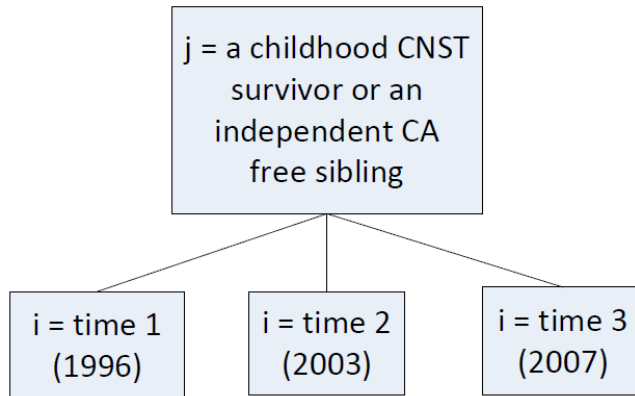 j = a childhood CNST
survivor or an
independent CA
free sibling
i = time 1
(1996)
i = time 2
(2003)
i = time 3
(2007)